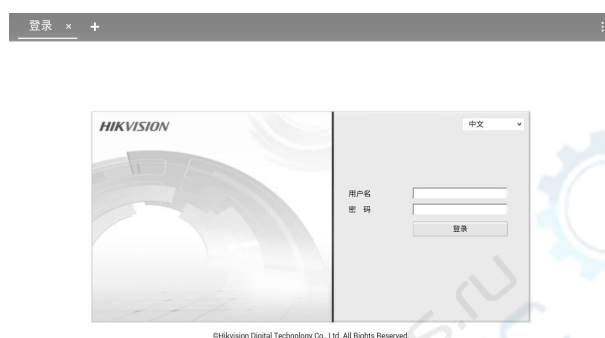 登录 × +
HIKVISION
中文
用户名
密 码
登录
©Hikvision Digital Technology Co., Ltd. All Rights Reserved.
s.ru